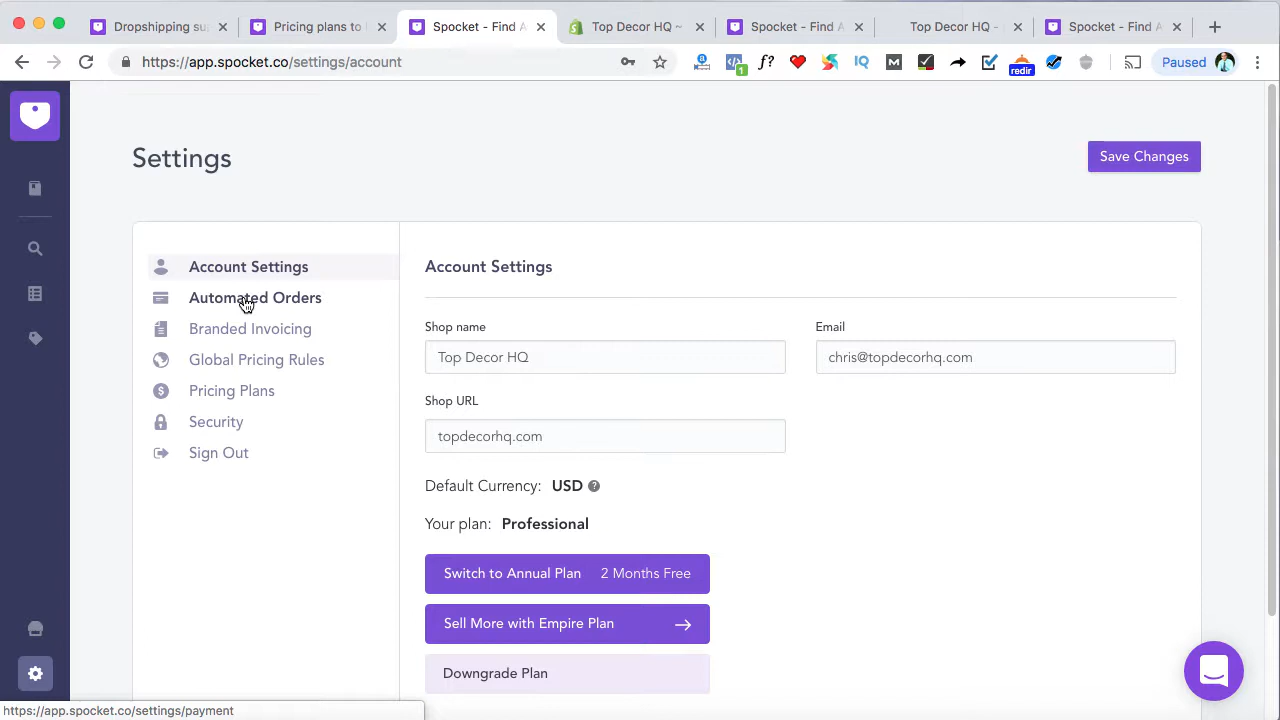 Dropshipping su
Pricing plans to
Spocket - Find A
Top Decor HQ ~
Spocket - Find A
Top Decor HQ -
Spocket - Find A
https://app.spocket.co/settings/account
1
f?
IQ
M
redir
Paused
Settings
Save Changes
Account Settings
Automated Orders
Branded Invoicing
Global Pricing Rules
Pricing Plans
Security
Sign Out
Account Settings
Shop name
Email
Top Decor HQ
chris@topdecorhq.com
Shop URL
topdecorhq.com
Default Currency: USD ?
Your plan: Professional
Switch to Annual Plan 2 Months Free
Sell More with Empire Plan →
Downgrade Plan
https://app.spocket.co/settings/payment